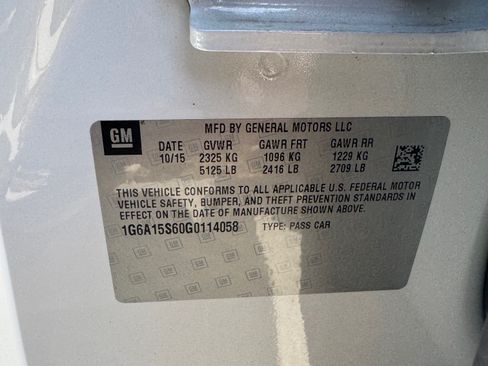 GM
MFD BY GENERAL MOTORS LLC
DATE GVWR GAWR FRT GAWR RR
10/15 2325 KG 1096 KG 1229 KG
5125 LB 2416 LB 2709 LB
THIS VEHICLE CONFORMS TO ALL APPLICABLE U.S. FEDERAL MOTOR
VEHICLE SAFETY, BUMPER, AND THEFT PREVENTION STANDARDS
IN EFFECT ON THE DATE OF MANUFACTURE SHOWN ABOVE.
1G6A15S60G0114058 TYPE: PASS CAR